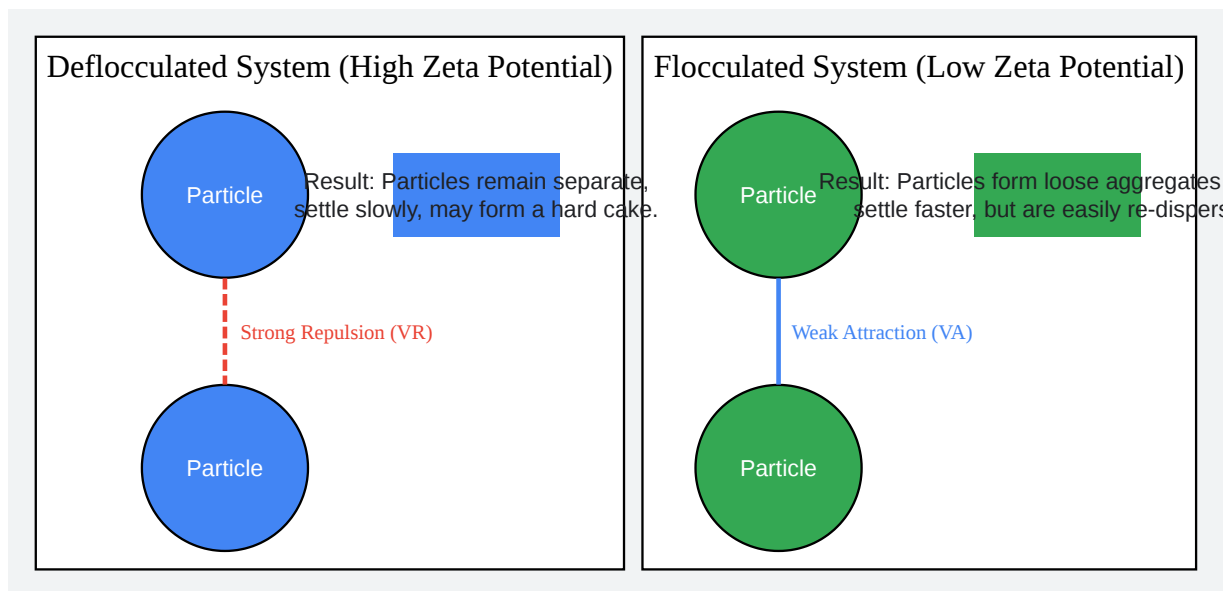 Deflocculated System (High Zeta Potential)
Particle
Result: Particles remain separate,
settle slowly, may form a hard cake.
Strong Repulsion (VR)
Particle
Flocculated System (Low Zeta Potential)
Particle
Result: Particles form loose aggregates
settle faster, but are easily re-dispers
Weak Attraction (VA)
Particle